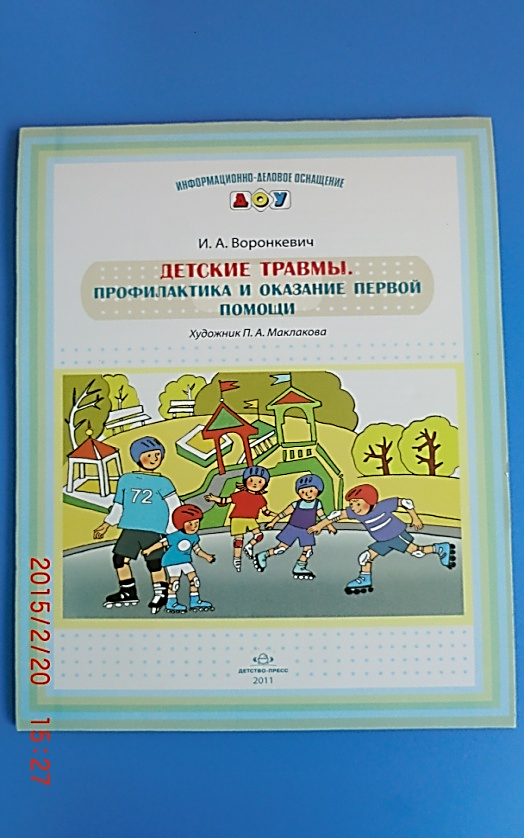 ИНФОРМАЦИОННО-ДЕЛОВОЕ ОСНАЩЕНИЕ
ДОУ
И. А. Воронкевич
ДЕТСКИЕ ТРАВМЫ.
ПРОФИЛАКТИКА И ОКАЗАНИЕ ПЕРВОЙ
ПОМОЩИ
Художник П. А. Маклакова
72
ДЕТСТВО-ПРЕСС
2011
2015/2/20 15:27